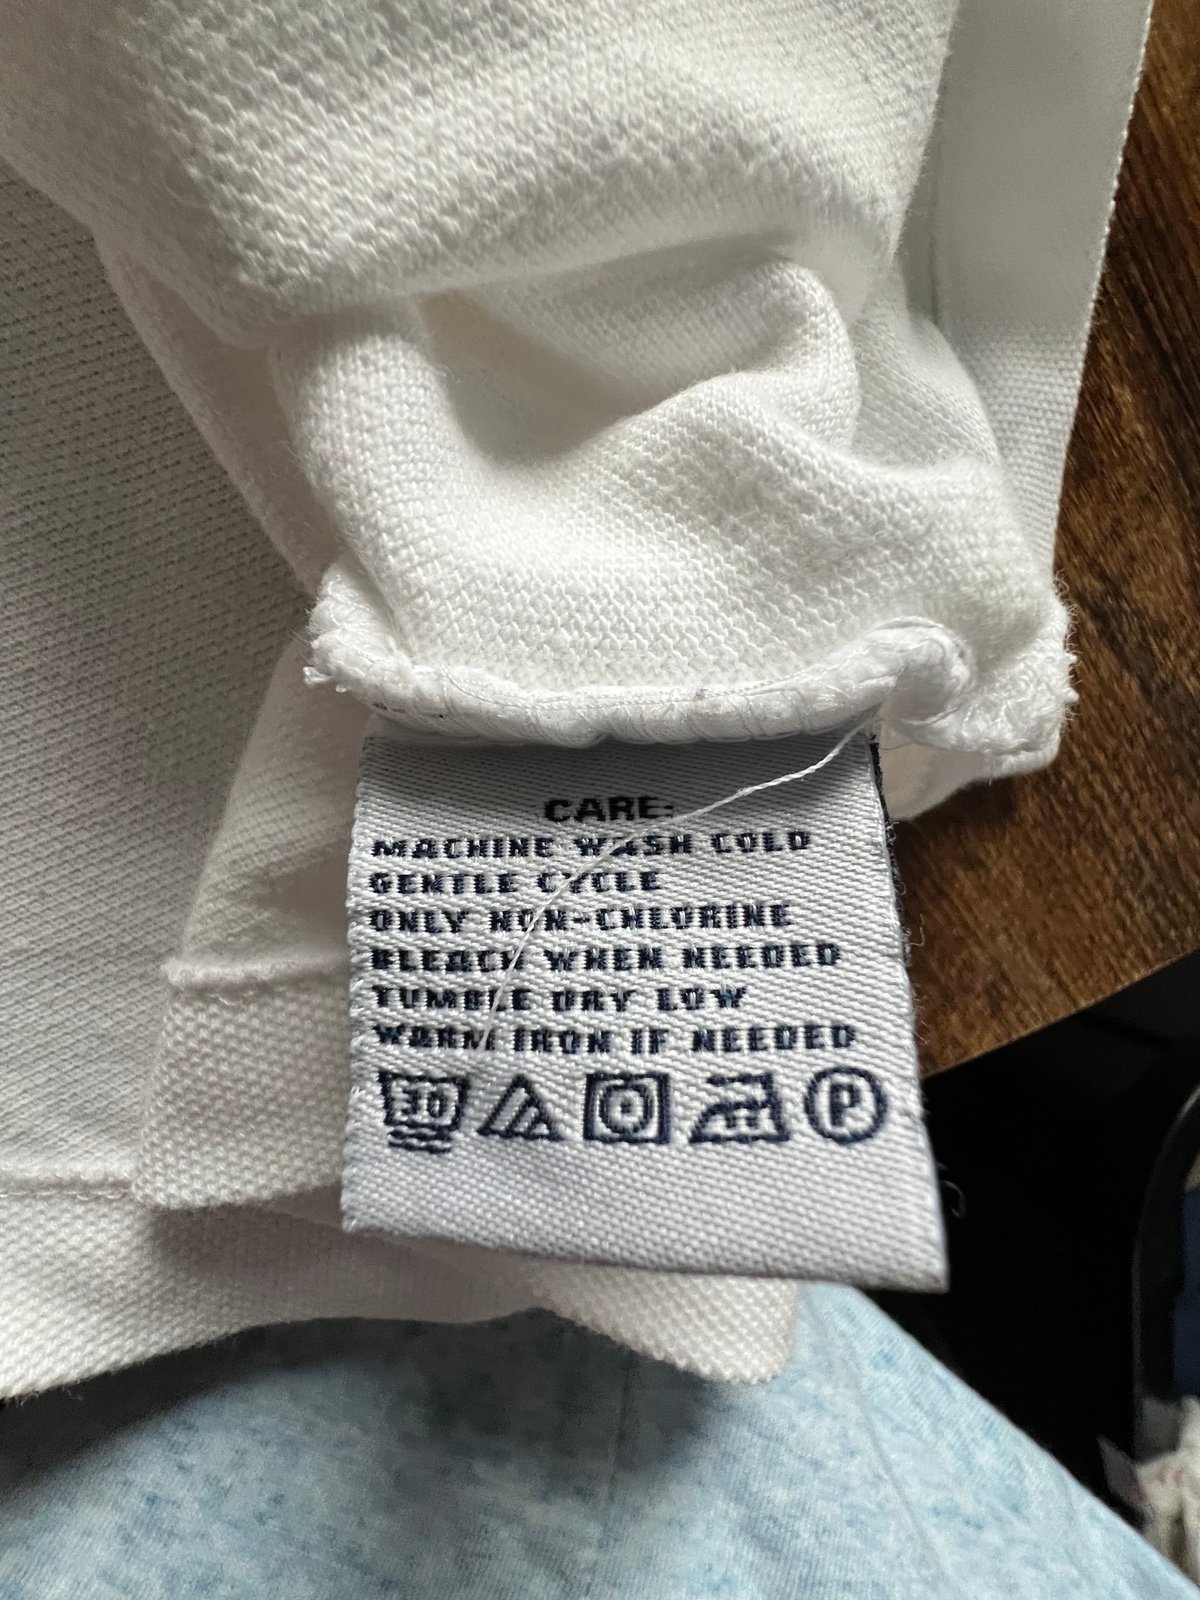 CARE:
MACHINE WASH COLD
GENTLE CYCLE
ONLY NON-CHLORINE
BLEACH WHEN NEEDED
TUMBLE DRY LOW
WARM IRON IF NEEDED
30 P